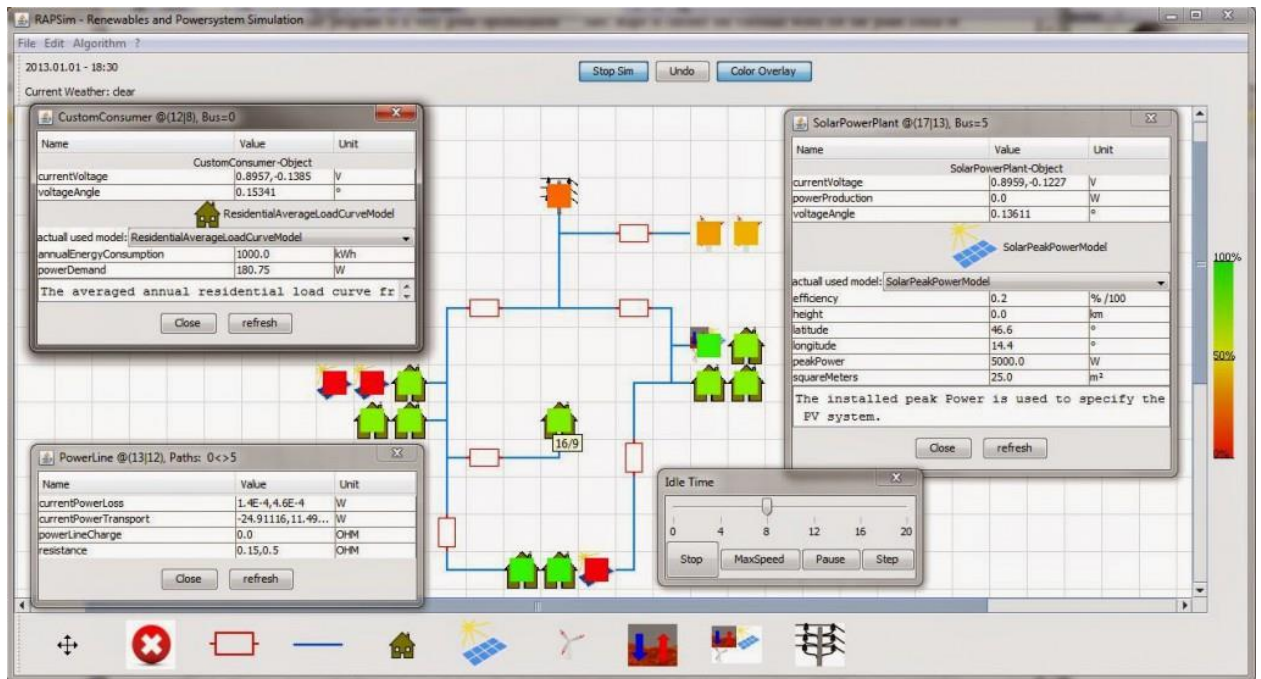 RAPSim - Renewables and Powersystem Simulation
File Edit Algorithm ?
2013.01.01 - 18:30
Stop Sim Undo Color Overlay
Current Weather: clear
CustomConsumer @(12|8), Bus=0
Name Value Unit
CustomConsumer-Object
currentVoltage 0.8957,-0.1385 V
voltageAngle 0.15341 °
ResidentialAverageLoadCurveModel
actuall used model: ResidentialAverageLoadCurveModel
annualEnergyConsumption 1000.0 kWh
powerDemand 180.75 W
The averaged annual residential load curve fr
Close refresh
SolarPowerPlant @(17|13), Bus=5
Name Value Unit
SolarPowerPlant-Object
currentVoltage 0.8959,-0.1227 V
powerProduction 0.0 W
voltageAngle 0.13611 °
SolarPeakPowerModel
actuall used model: SolarPeakPowerModel
efficiency 0.2 % /100
height 0.0 km
latitude 46.6 °
longitude 14.4 °
peakPower 5000.0 W
squareMeters 25.0 m²
The installed peak Power is used to specify the
PV system.
Close refresh
100%
50%
0%
16/9
PowerLine @(13|12), Paths: 0<>5
Name Value Unit
currentPowerLoss 1.4E-4,4.6E-4 W
currentPowerTransport -24.91116,11.49... W
powerLineCharge 0.0 OHM
resistance 0.15,0.5 OHM
Close refresh
Idle Time
0 4 8 12 16 20
Stop MaxSpeed Pause Step